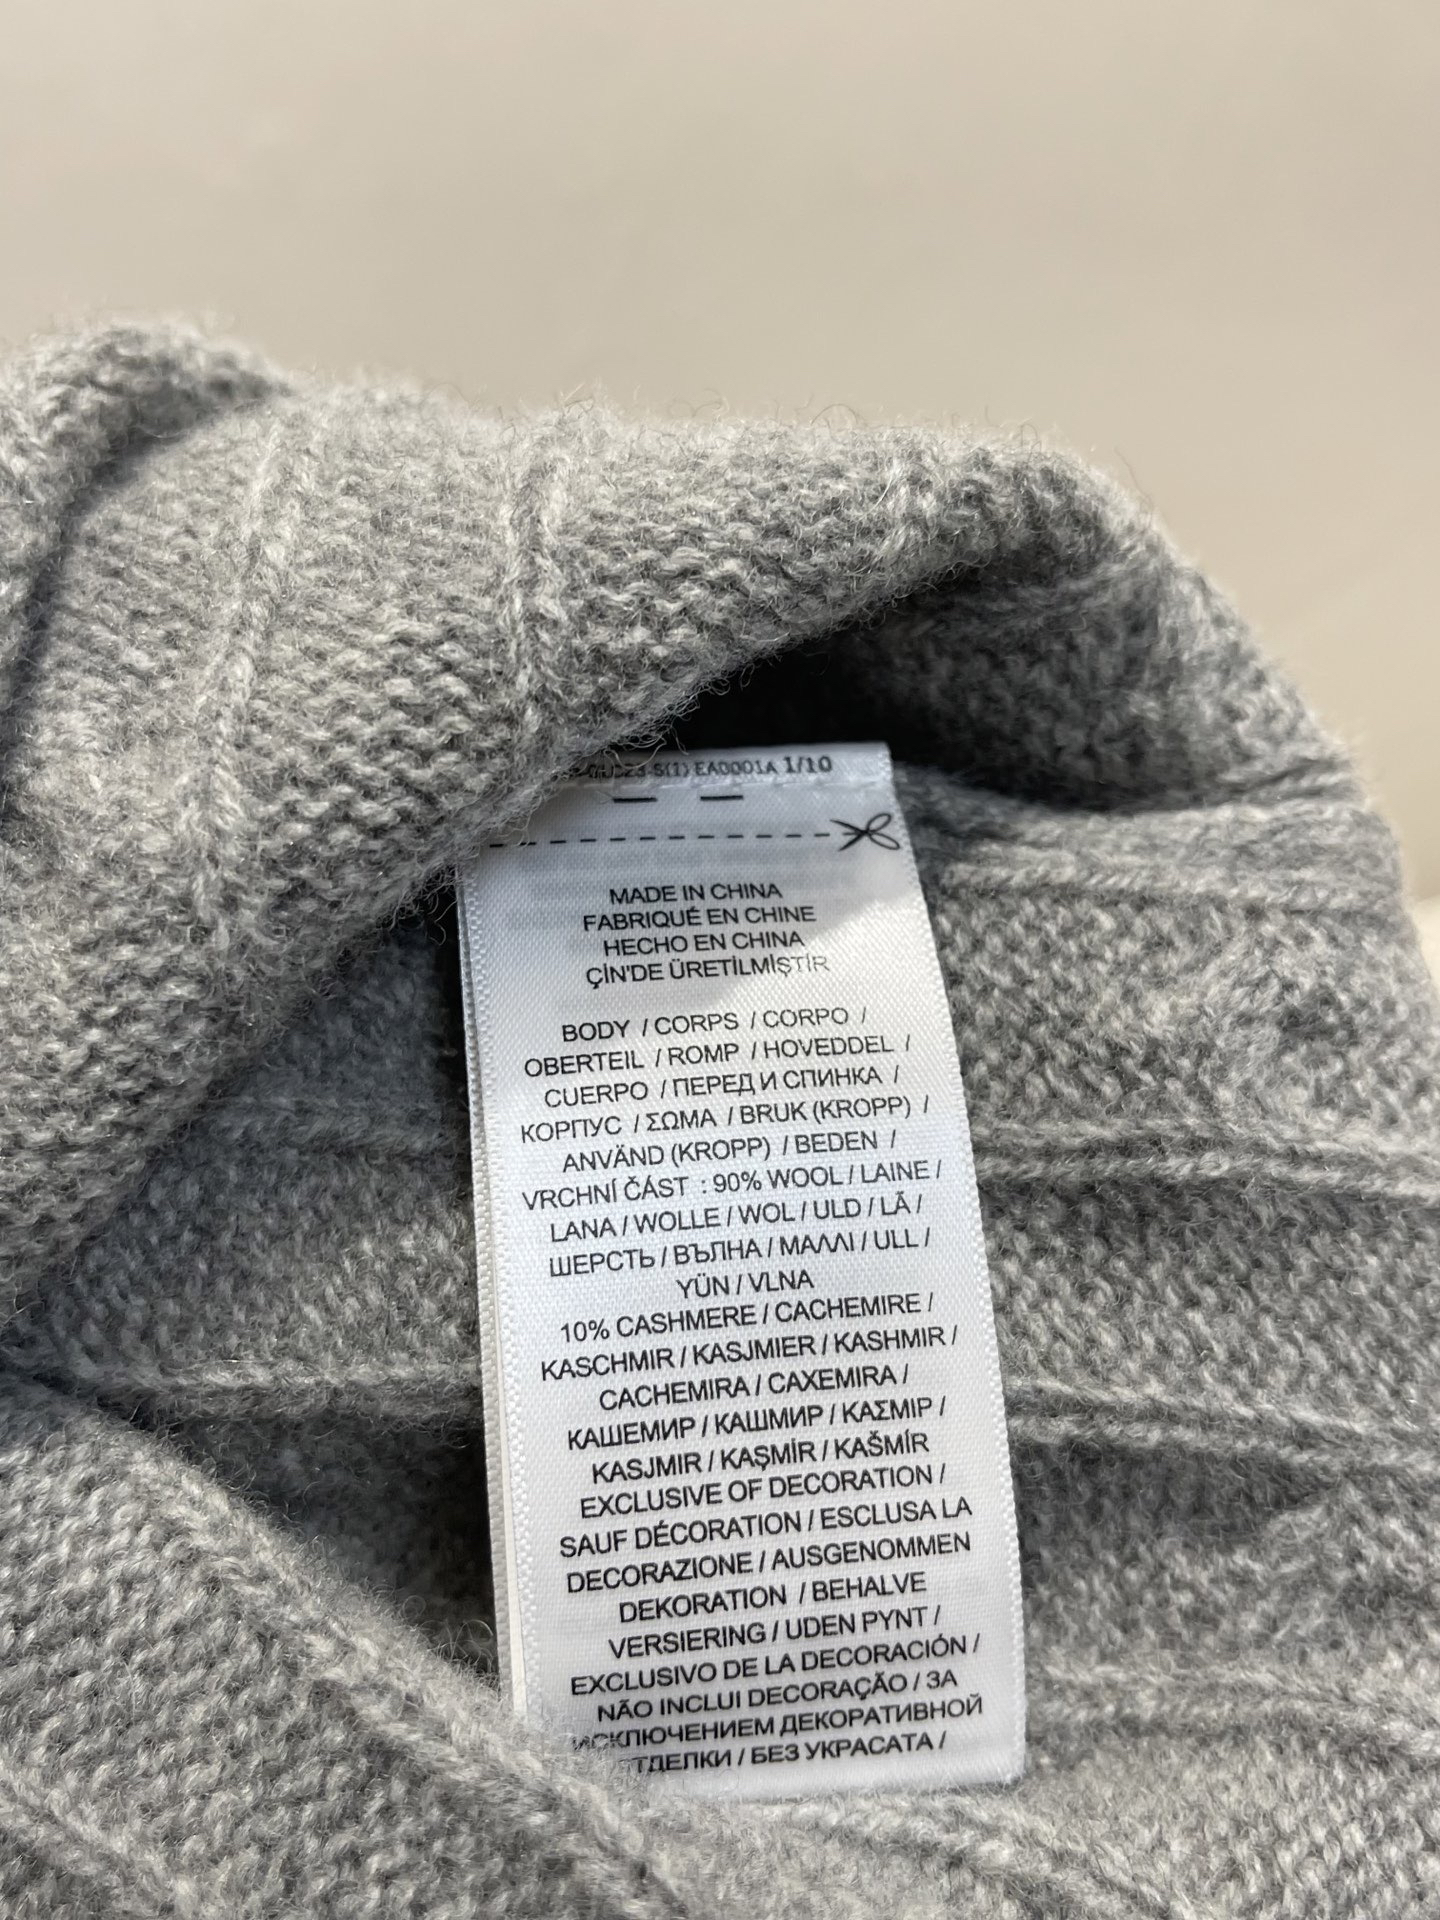 S(1) EA0001A 1/10
MADE IN CHINA
FABRIQUÉ EN CHINE
HECHO EN CHINA
ÇİN'DE ÜRETİLMİŞTİR
BODY / CORPS / CORPO /
OBERTEIL / ROMP / HOVEDDEL /
CUERPO / ПЕРЕД И СПИНКА /
КОРПУС / ΣΩΜΑ / BRUK (KROPP) /
ANVÄND (KROPP) / BEDEN /
VRCHNÍ ČÁST : 90% WOOL / LAINE /
LANA / WOLLE / WOL / ULD / LÃ /
ШЕРСТЬ / ВЪЛНА / ΜΑΛΛΙ / ULL /
YÜN / VLNA
10% CASHMERE / CACHEMIRE /
KASCHMIR / KASJMIER / KASHMIR /
CACHEMIRA / CAXEMIRA /
КАШЕМИР / КАШМИР / ΚΑΣΜΙΡ /
KASJMIR / KAŞMİR / KAŠMÍR
EXCLUSIVE OF DECORATION /
SAUF DÉCORATION / ESCLUSA LA
DECORAZIONE / AUSGENOMMEN
DEKORATION / BEHALVE
VERSIERING / UDEN PYNT /
EXCLUSIVO DE LA DECORACIÓN /
NÃO INCLUI DECORAÇÃO / ЗА
ИСКЛЮЧЕНИЕМ ДЕКОРАТИВНОЙ
ОТДЕЛКИ / БЕЗ УКРАСАТА /